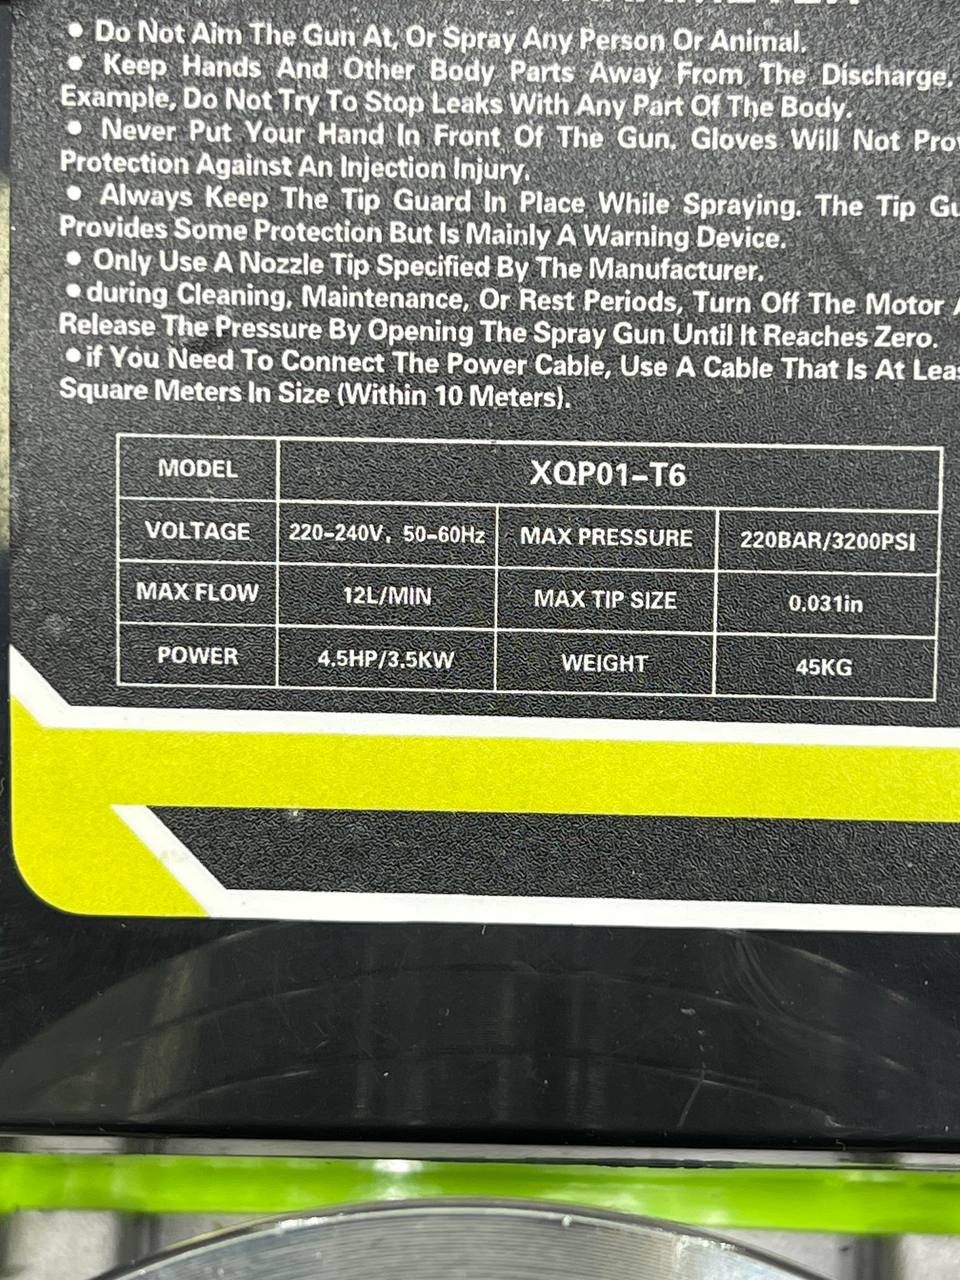 • Do Not Aim The Gun At, Or Spray Any Person Or Animal.
• Keep Hands And Other Body Parts Away From The Discharge.
Example, Do Not Try To Stop Leaks With Any Part Of The Body.
• Never Put Your Hand In Front Of The Gun. Gloves Will Not
Protection Against An Injection Injury.
• Always Keep The Tip Guard In Place While Spraying. The Tip
Provides Some Protection But Is Mainly A Warning Device.
• Only Use A Nozzle Tip Specified By The Manufacturer.
• during Cleaning, Maintenance, Or Rest Periods, Turn Off The Motor
Release The Pressure By Opening The Spray Gun Until It Reaches Zero.
• if You Need To Connect The Power Cable, Use A Cable That Is At
Square Meters In Size (Within 10 Meters).
MODEL XQP01-T6
VOLTAGE 220-240V, 50-60Hz MAX PRESSURE 220BAR/3200PSI
MAX FLOW 12L/MIN MAX TIP SIZE 0.031in
POWER 4.5HP/3.5KW WEIGHT 45KG